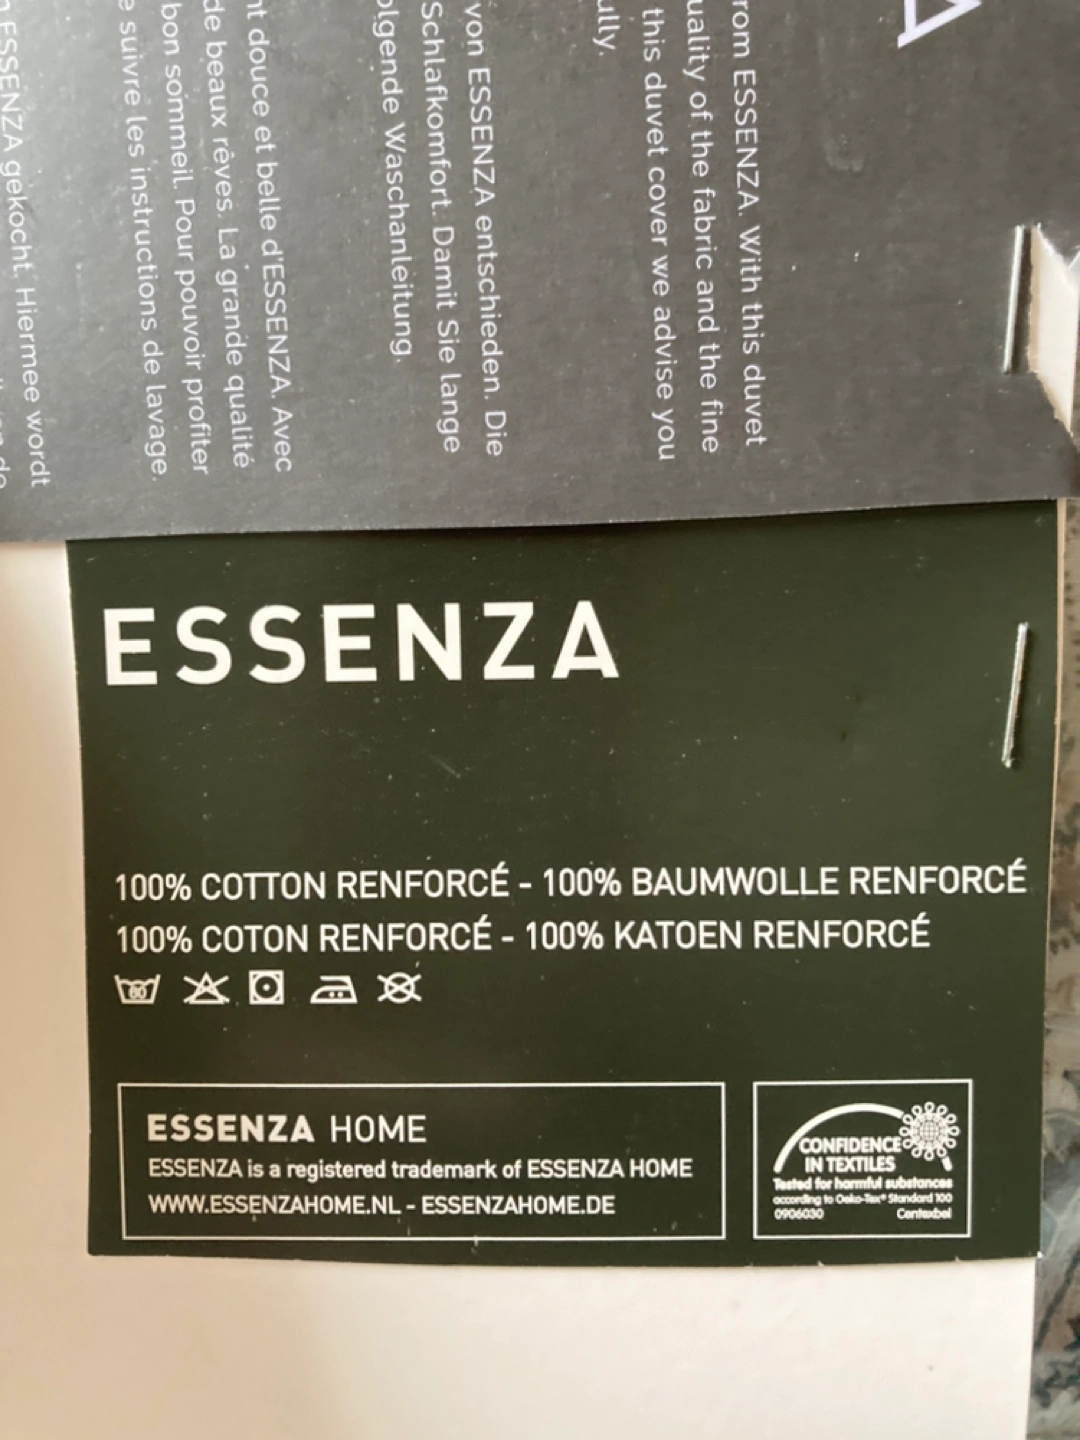 rom ESSENZA. With this duvet
uality of the fabric and the fine
this duvet cover we advise you
ully.
von ESSENZA entschieden. Die
Schlafkomfort. Damit Sie lange
olgende Waschanleitung.
nt douce et belle d'ESSENZA. Avec
de beaux rêves. La grande qualité
bon sommeil. Pour pouvoir profiter
e suivre les instructions de lavage.
ESSENZA gekocht. Hiermee wordt
ESSENZA
100% COTTON RENFORCÉ - 100% BAUMWOLLE RENFORCÉ
100% COTON RENFORCÉ - 100% KATOEN RENFORCÉ
60
ESSENZA HOME
ESSENZA is a registered trademark of ESSENZA HOME
WWW.ESSENZAHOME.NL - ESSENZAHOME.DE
CONFIDENCE
IN TEXTILES
Tested for harmful substances
according to Oeko-Tex® Standard 100
0906030 Centexbel